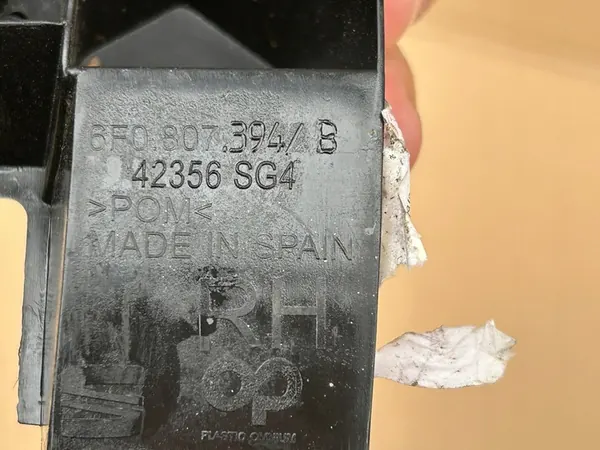 6F0.807.394/ B
42356 SG4
>POM<
MADE IN SPAIN
RH
op
PLASTIC OMNIUM